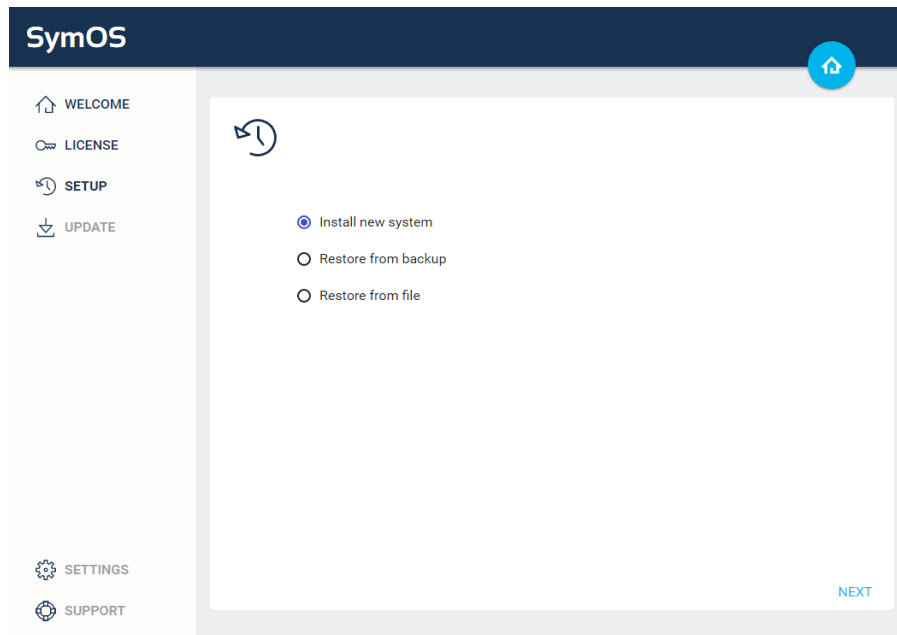 SymOS
WELCOME
LICENSE
SETUP
UPDATE
Install new system
Restore from backup
Restore from file
NEXT
SETTINGS
SUPPORT